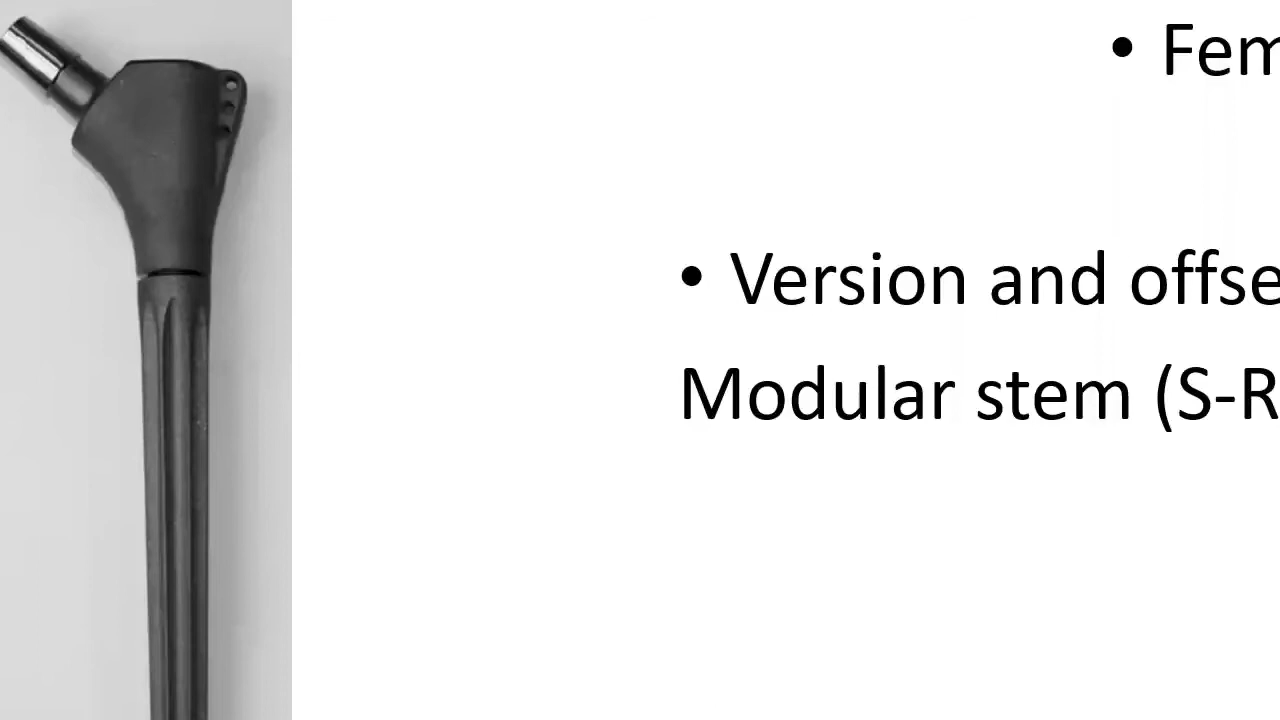 • Fem
• Version and offse
Modular stem (S-R